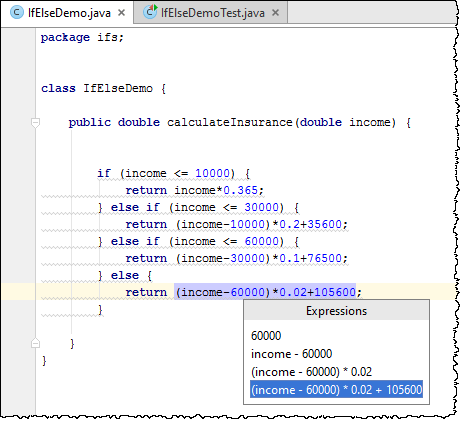 IfElseDemo.java
IfElseDemoTest.java
package ifs;
class IfElseDemo {
public double calculateInsurance(double income) {
if (income <= 10000) {
return income*0.365;
} else if (income <= 30000) {
return (income-10000)*0.2+35600;
} else if (income <= 60000) {
return (income-30000)*0.1+76500;
} else {
return (income-60000)*0.02+105600;
}
}
}
Expressions
60000
income - 60000
(income - 60000) * 0.02
(income - 60000) * 0.02 + 105600